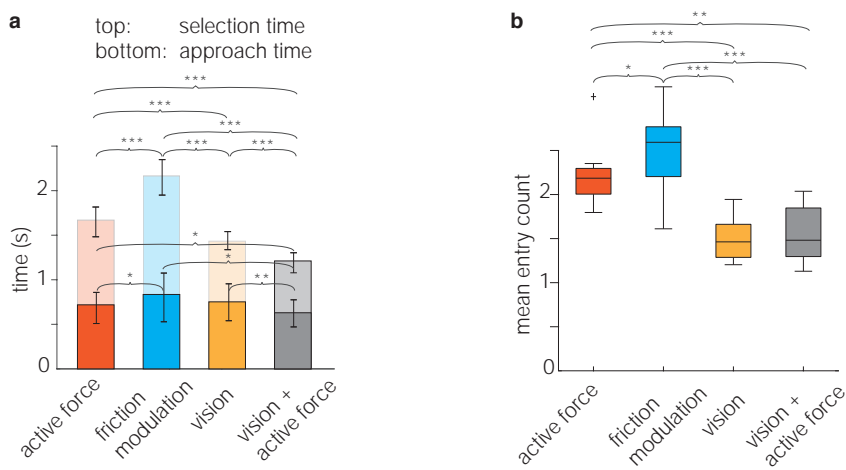 a
top: selection time
bottom: approach time
***
***
***
*** *** ***
*
*
* **
time (s)
2
1
0
active force
friction
modulation
vision
vision +
active force
b
**
***
***
* ***
mean entry count
2
1
0
active force
friction
modulation
vision
vision +
active force